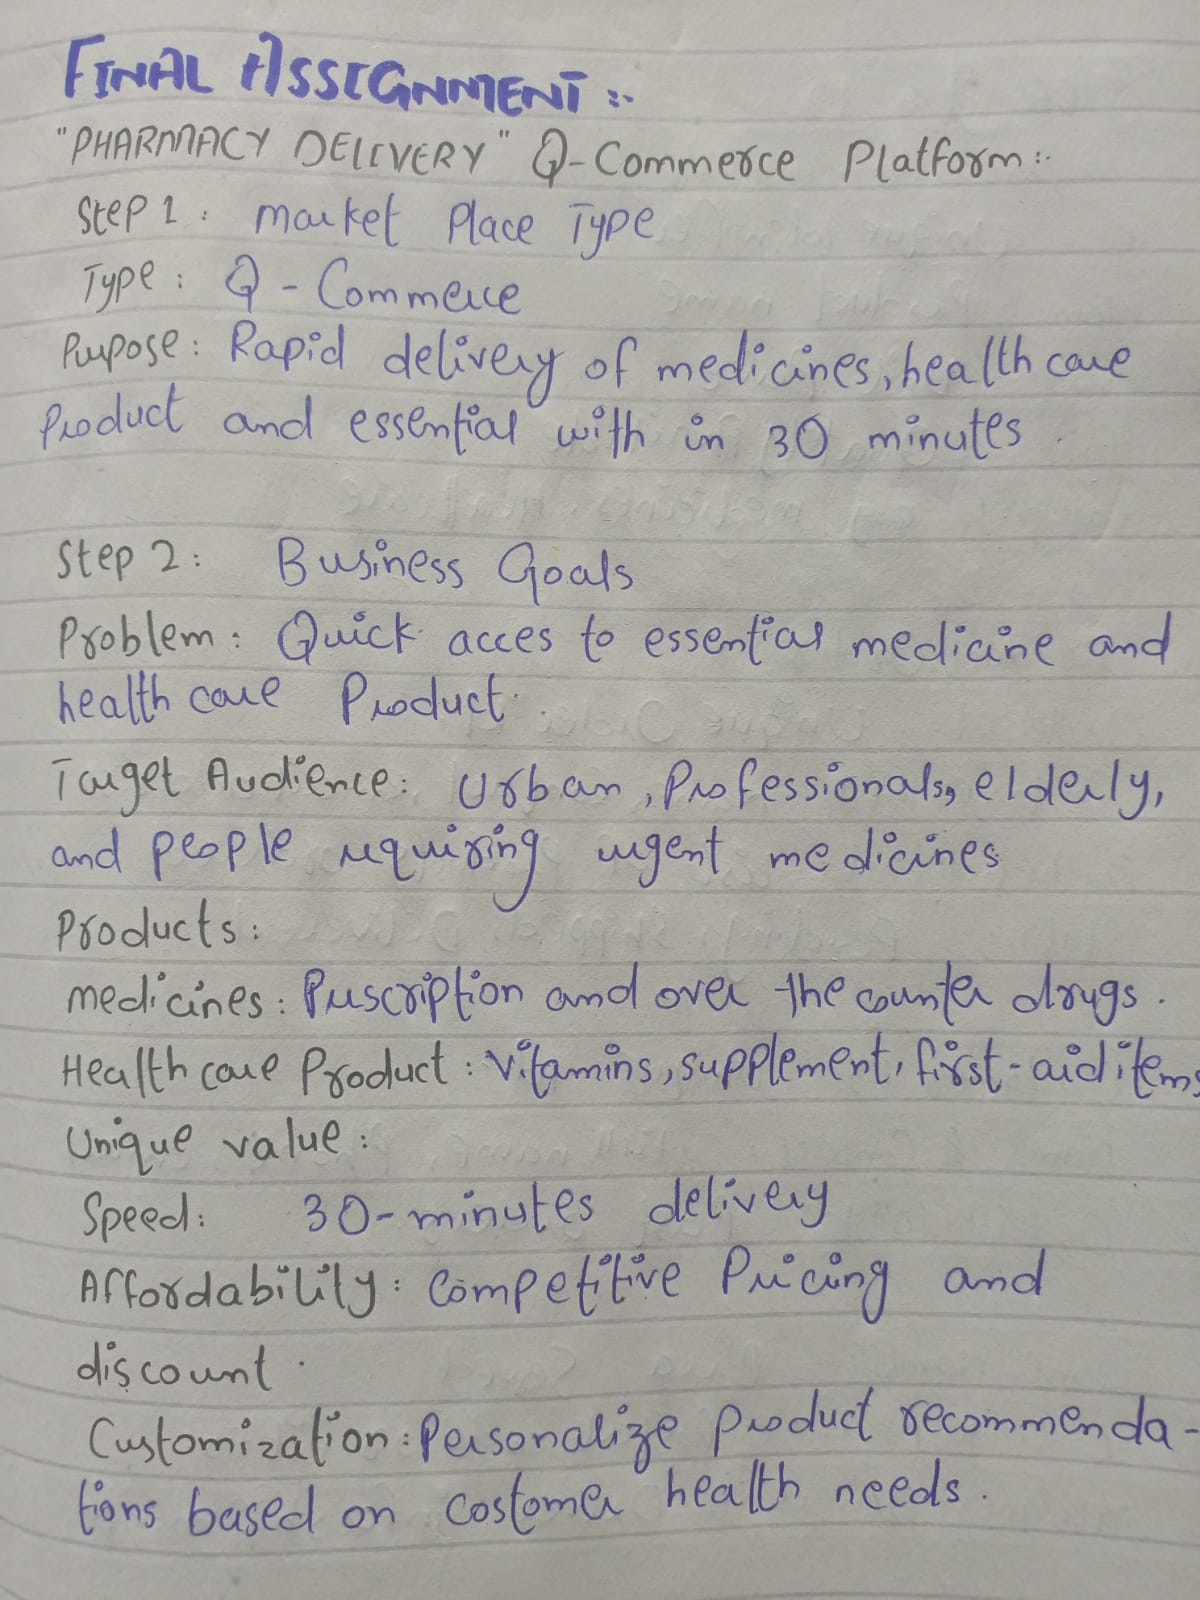 FINAL ASSIGNMENT :-
"PHARMACY DELIVERY" Q-Commerce Platform :-
Step 1 : Market Place Type
Type : Q - Commerce
Purpose : Rapid delivery of medicines, health care
Product and essential with in 30 minutes .
Step 2 : Business Goals
Problem : Quick acces to essential medicine and
health care Product .
Target Audience : Urban , Professionals, elderly,
and people requiring urgent medicines
Products :
medicines : Prescription and over the counter drugs .
Health care Product : Vitamins, supplement, first-aid items
Unique value :
Speed : 30-minutes delivery
Affordability : Competitive Pricing and
discount .
Customization : Personalize product recommenda-
tions based on costomer health needs .